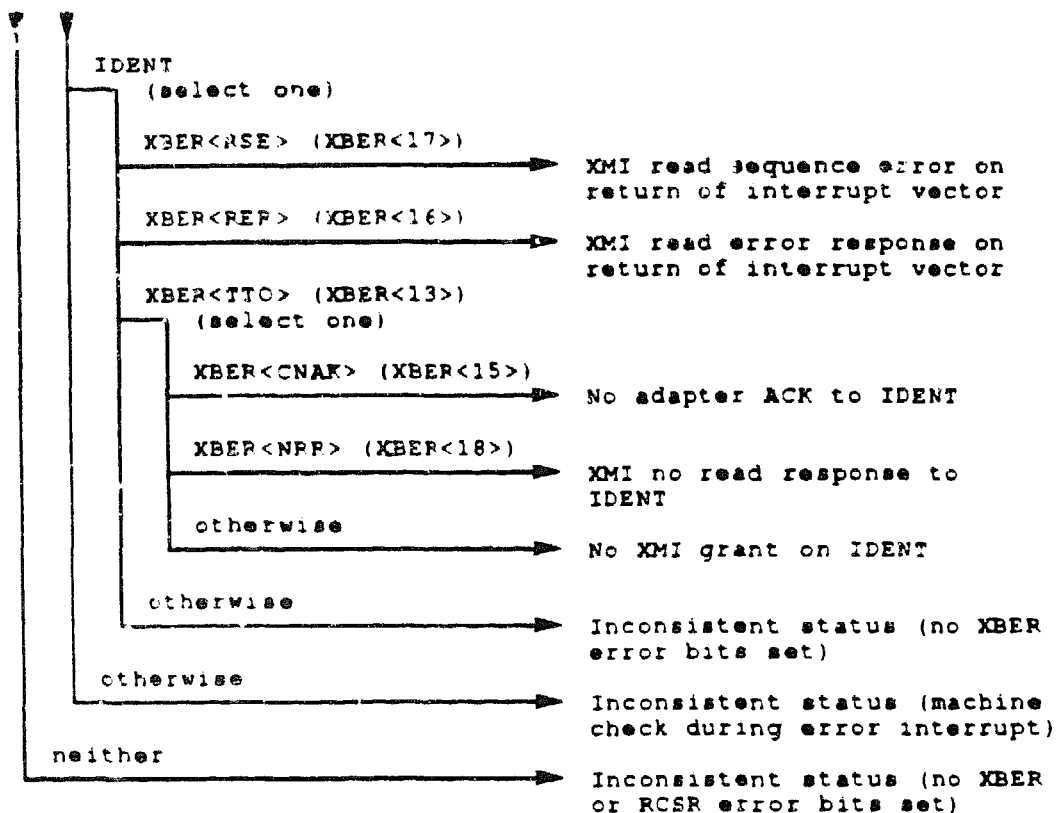 IDENT
(select one)
XBER<RSE> (XBER<17>)
XMI read sequence error on
return of interrupt vector
XBER<RER> (XBER<16>)
XMI read error response on
return of interrupt vector
XBER<TTO> (XBER<13>)
(select one)
XBER<CNAK> (XBER<15>)
No adapter ACK to IDENT
XBER<NRR> (XBER<18>)
XMI no read response to
IDENT
otherwise
No XMI grant on IDENT
otherwise
Inconsistent status (no XBER
error bits set)
otherwise
Inconsistent status (machine
check during error interrupt)
neither
Inconsistent status (no XBER
or RCSR error bits set)